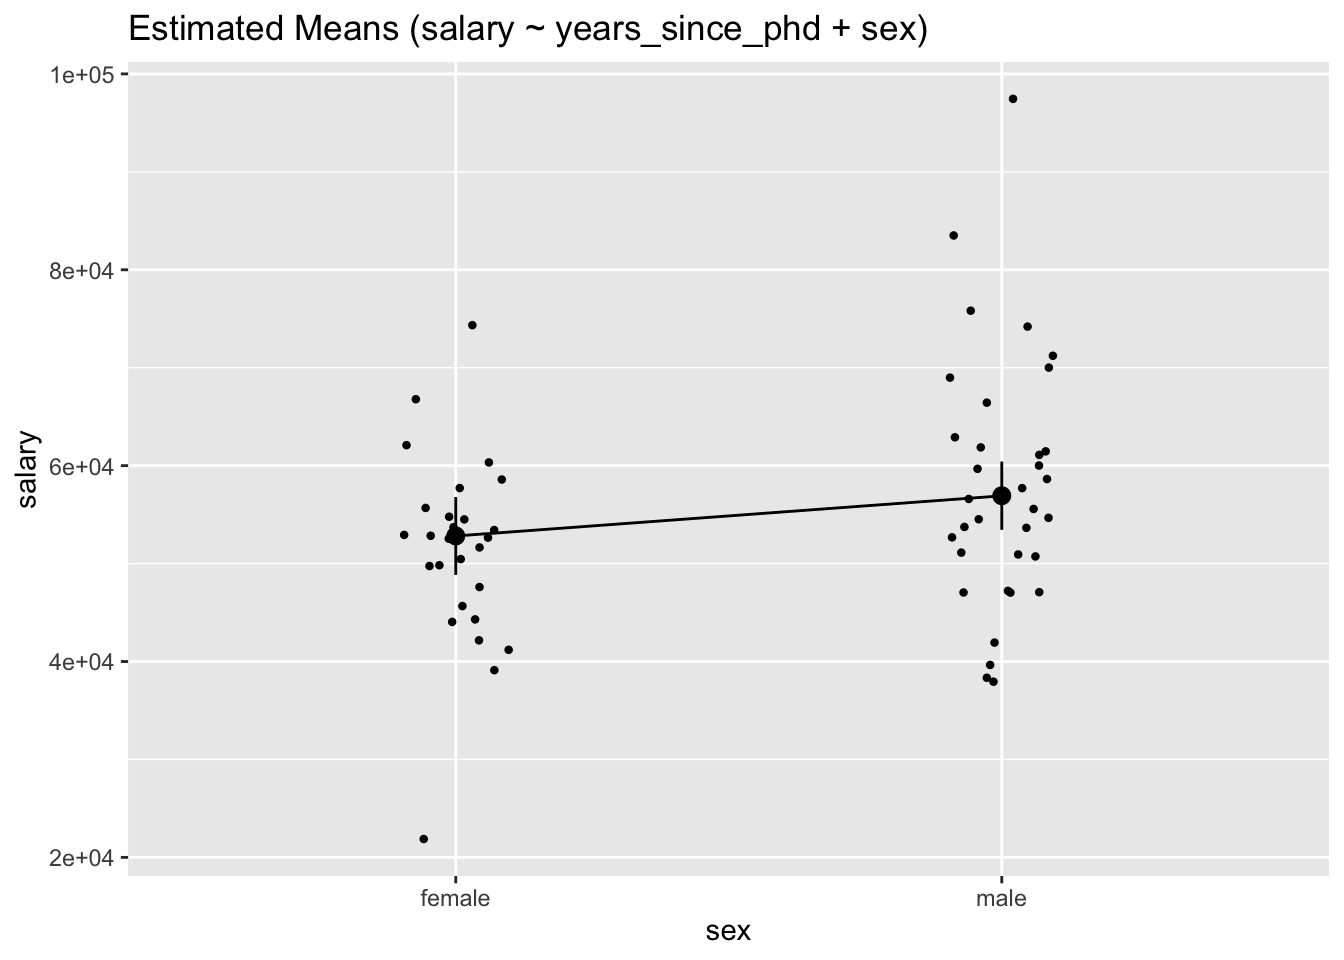 Estimated Means (salary ~ years_since_phd + sex)
1e+05
8e+04
6e+04
4e+04
2e+04
salary
female
male
sex